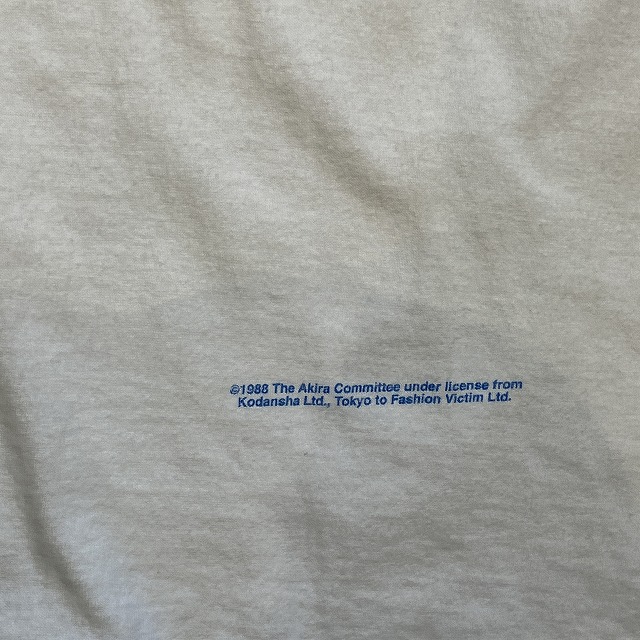 ©1988 The Akira Committee under license from
Kodansha Ltd., Tokyo to Fashion Victim Ltd.